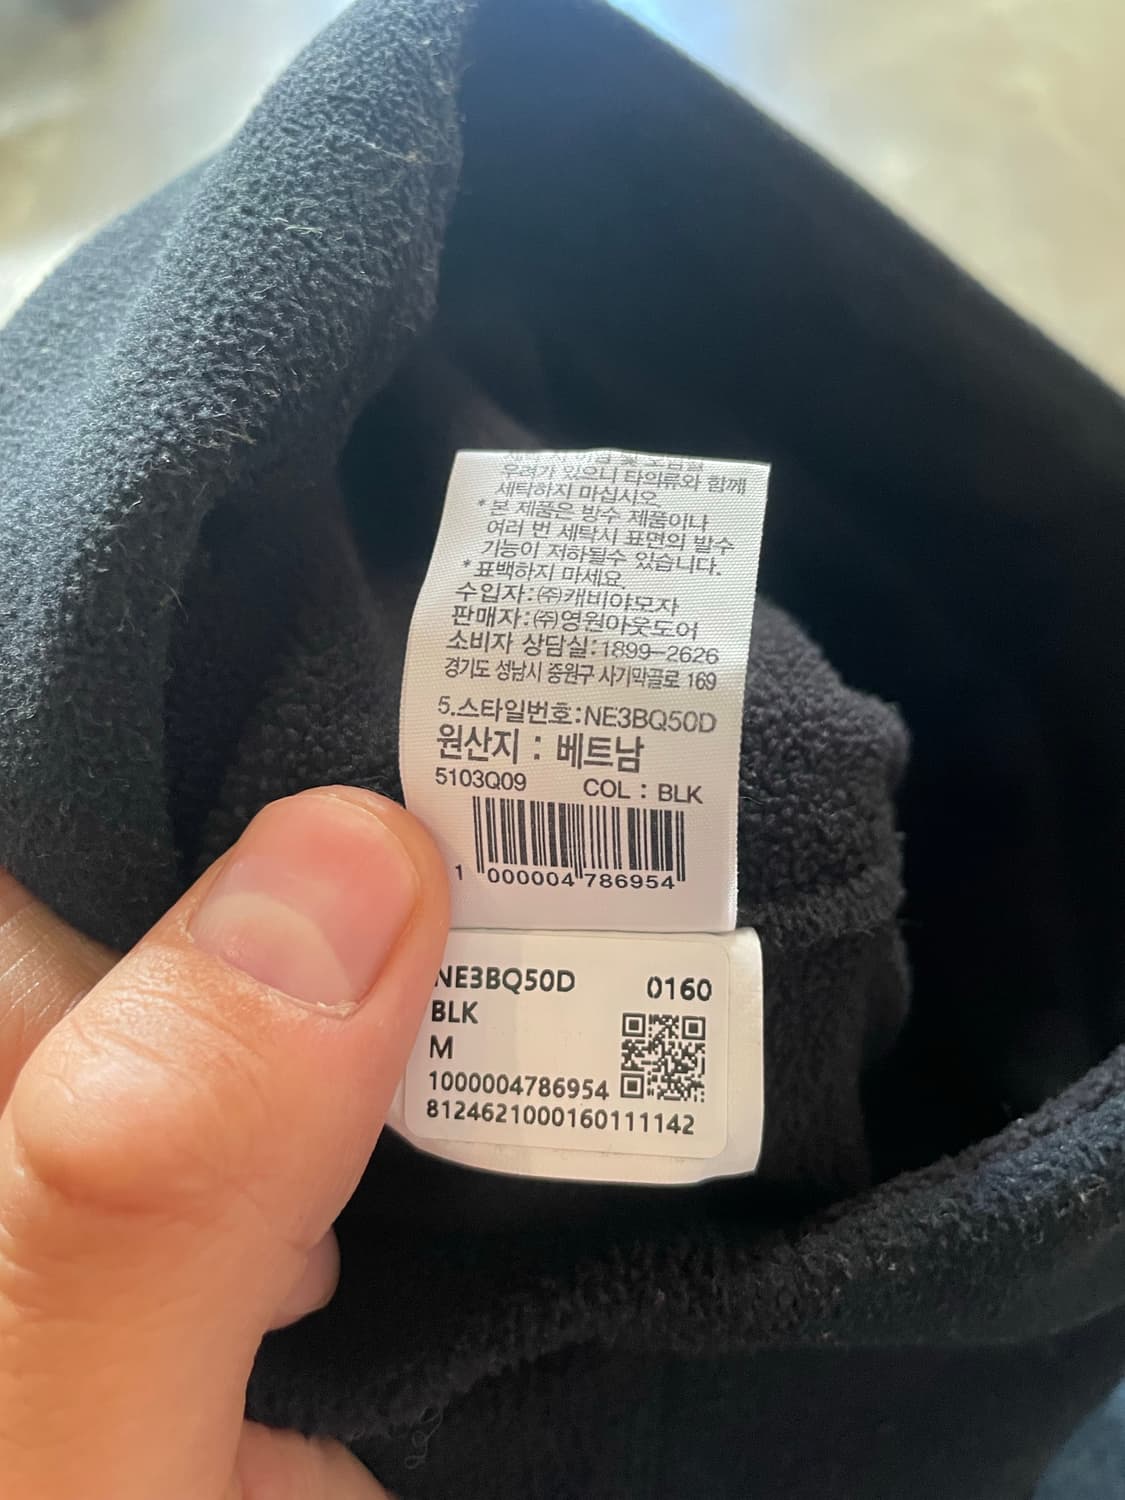 우려가 있으니 타의류와 함께
세탁하지 마십시오.
*본 제품은 방수 제품이나
여러 번 세탁시 표면의 발수
기능이 저하될수 있습니다.
*표백하지 마세요.
수입자:㈜캐비야모자
판매자:㈜영원아웃도어
소비자 상담실:1899-2626
경기도 성남시 중원구 사기막골로 169
5.스타일번호:NE3BQ50D
원산지 : 베트남
5103Q09 COL : BLK
1 000004 786954
NE3BQ50D 0160
BLK
M
1000004786954
8124621000160111142